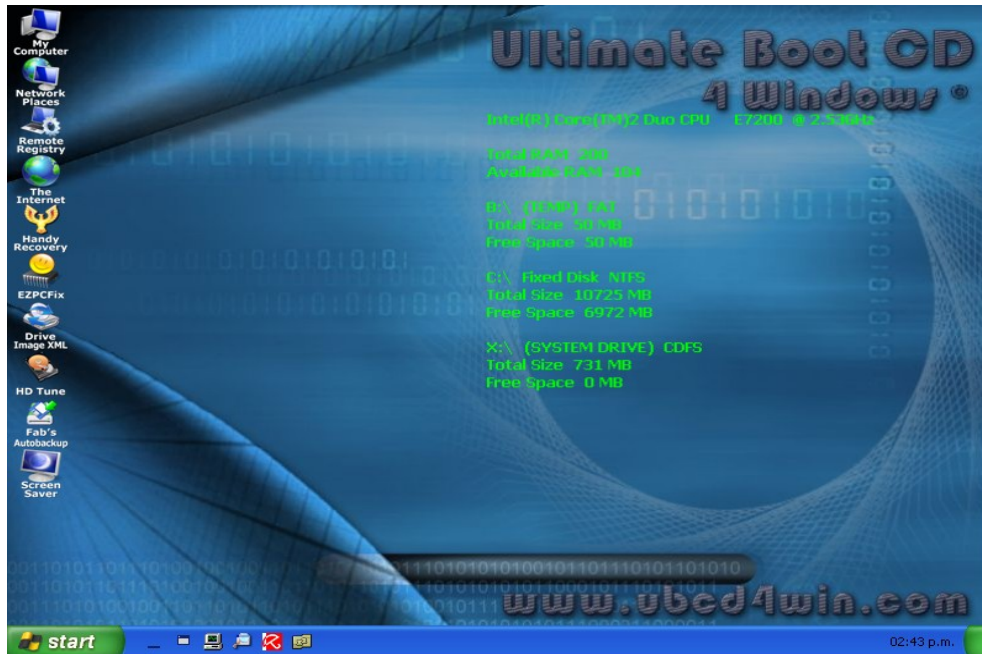 My
Computer
Network
Places
Remote
Registry
The
Internet
Handy
Recovery
EZPCFix
Drive
Image XML
HD Tune
Fab's
Autobackup
Screen
Saver
Ultimate Boot CD
4 Windows ®
Intel(R) Core(TM)2 Duo CPU E7200 @ 2.53GHz
Total RAM 208
Available RAM 104
B:\ (TEMP) FAT
Total Size 50 MB
Free Space 50 MB
C:\ Fixed Disk NTFS
Total Size 10725 MB
Free Space 6972 MB
X:\ (SYSTEM DRIVE) CDFS
Total Size 731 MB
Free Space 0 MB
www.ubcd4win.com
start
02:43 p.m.